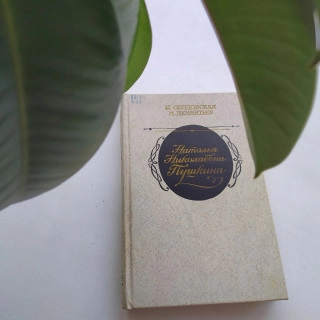 И. ОБОДОВСКАЯ
М. ДЕМЕНТЬЕВ
Наталья
Николаевна
Пушкина